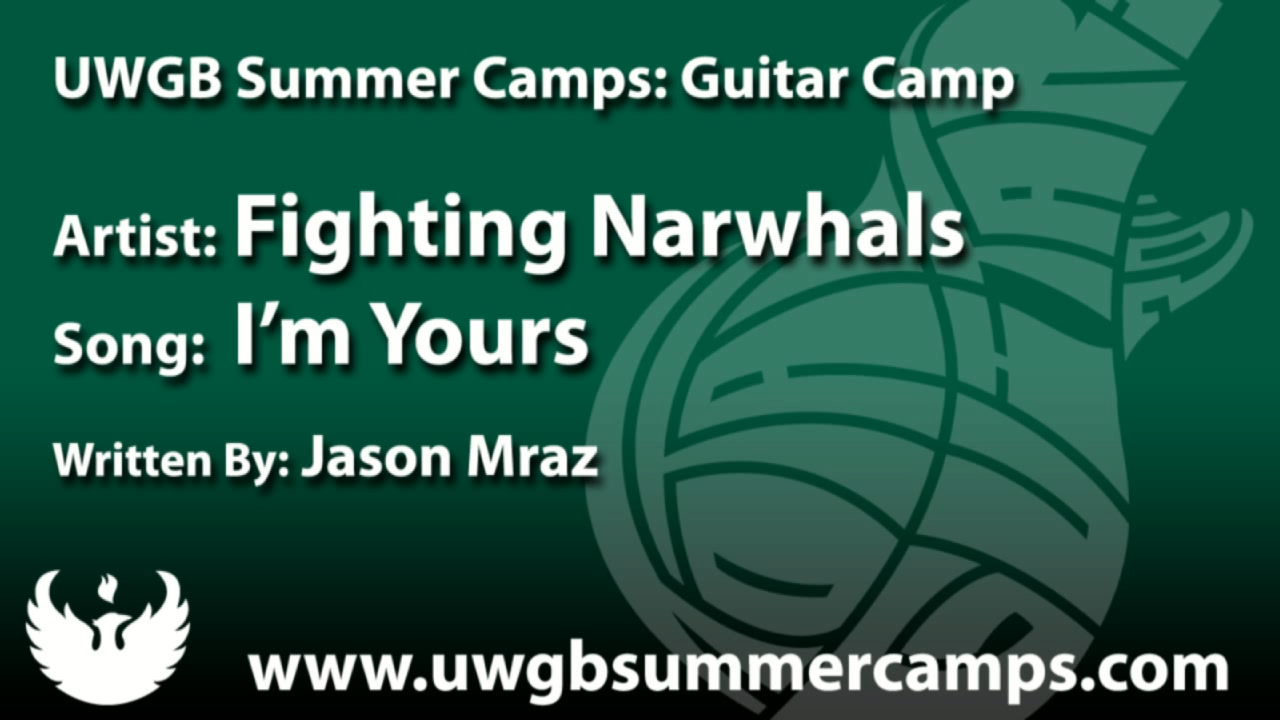 UWGB Summer Camps: Guitar Camp
Artist: Fighting Narwhals
Song: I’m Yours
Written By: Jason Mraz
www.uwgbsummercamps.com